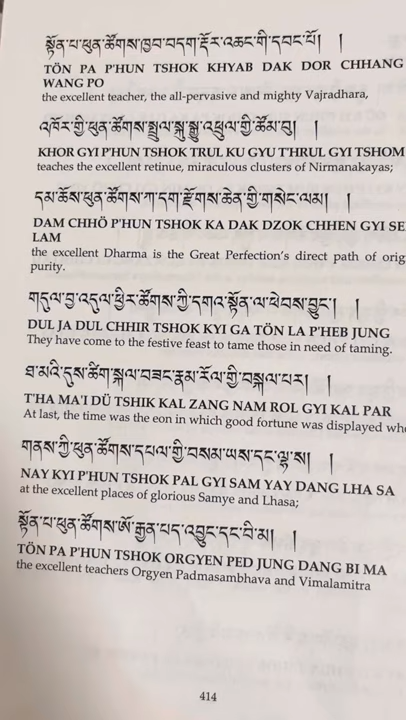 སྟོན་པ་ཕུན་ཚོགས་ཁྱབ་བདག་རྡོར་འཆང་གི་དབང་པོ། །
TÖN PA P'HUN TSHOK KHYAB DAK DOR CHHANG
WANG PO
the excellent teacher, the all-pervasive and mighty Vajradhara,
འཁོར་གྱི་ཕུན་ཚོགས་སྤྲུལ་སྐུ་སྒྱུ་འཕྲུལ་གྱི་ཚོམ་བུ། །
KHOR GYI P'HUN TSHOK TRUL KU GYU T'HRUL GYI TSHOM
teaches the excellent retinue, miraculous clusters of Nirmanakayas;
དམ་ཆོས་ཕུན་ཚོགས་ཀ་དག་རྫོགས་ཆེན་གྱི་གསེང་ལམ། །
DAM CHHÖ P'HUN TSHOK KA DAK DZOK CHHEN GYI SE
LAM
the excellent Dharma is the Great Perfection's direct path of orig
purity.
གདུལ་བྱ་འདུལ་ཕྱིར་ཚོགས་ཀྱི་དགའ་སྟོན་ལ་ཕེབས་བྱུང་། །
DUL JA DUL CHHIR TSHOK KYI GA TÖN LA P'HEB JUNG
They have come to the festive feast to tame those in need of taming.
ཐ་མའི་དུས་ཚིག་སྐལ་བཟང་རྣམ་རོལ་གྱི་བསྐལ་པར། །
T'HA MA'I DÜ TSHIK KAL ZANG NAM ROL GYI KAL PAR
At last, the time was the eon in which good fortune was displayed whe
གནས་ཀྱི་ཕུན་ཚོགས་དཔལ་གྱི་བསམ་ཡས་དང་ལྷ་ས། །
NAY KYI P'HUN TSHOK PAL GYI SAM YAY DANG LHA SA
at the excellent places of glorious Samye and Lhasa;
སྟོན་པ་ཕུན་ཚོགས་ཨོ་རྒྱན་པད་འབྱུང་དང་བི་མ། །
TÖN PA P'HUN TSHOK ORGYEN PED JUNG DANG BI MA
the excellent teachers Orgyen Padmasambhava and Vimalamitra
414